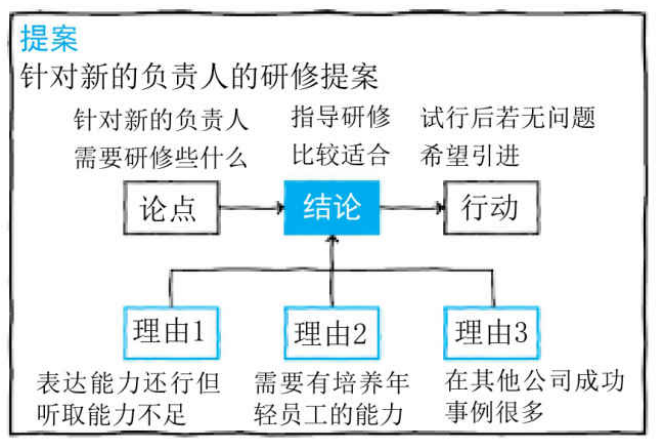 提案
针对新的负责人的研修提案
针对新的负责人
需要研修些什么
指导研修
比较适合
试行后若无问题
希望引进
论点
结论
行动
理由1
理由2
理由3
表达能力还行但
听取能力不足
需要有培养年
轻员工的能力
在其他公司成功
事例很多